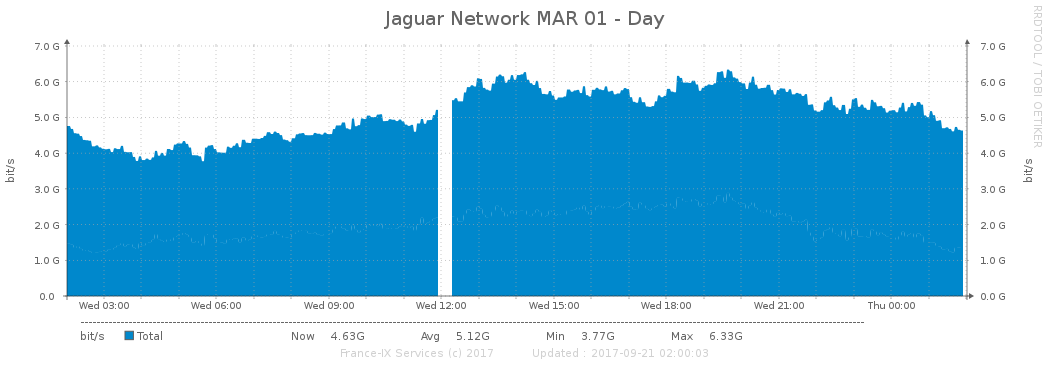 Jaguar Network MAR 01 - Day
RRDTOOL / TOBI OETIKER
7.0 G 7.0 G
6.0 G 6.0 G
5.0 G 5.0 G
4.0 G 4.0 G
3.0 G 3.0 G
2.0 G 2.0 G
1.0 G 1.0 G
0.0 0.0 G
bit/s bit/s
Wed 03:00 Wed 06:00 Wed 09:00 Wed 12:00 Wed 15:00 Wed 18:00 Wed 21:00 Thu 00:00
bit/s Total Now 4.63G Avg 5.12G Min 3.77G Max 6.33G
France-IX Services (c) 2017 Updated : 2017-09-21 02:00:03